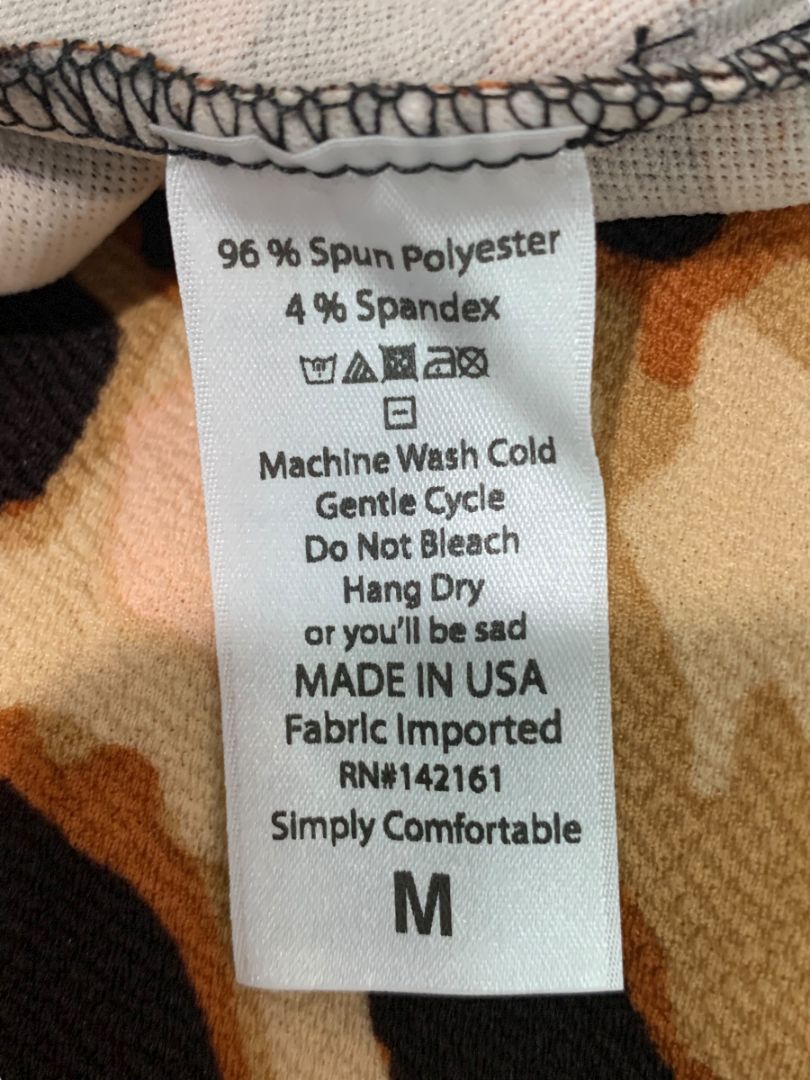 96 % Spun Polyester
4 % Spandex
Machine Wash Cold
Gentle Cycle
Do Not Bleach
Hang Dry
or you'll be sad
MADE IN USA
Fabric Imported
RN#142161
Simply Comfortable
M